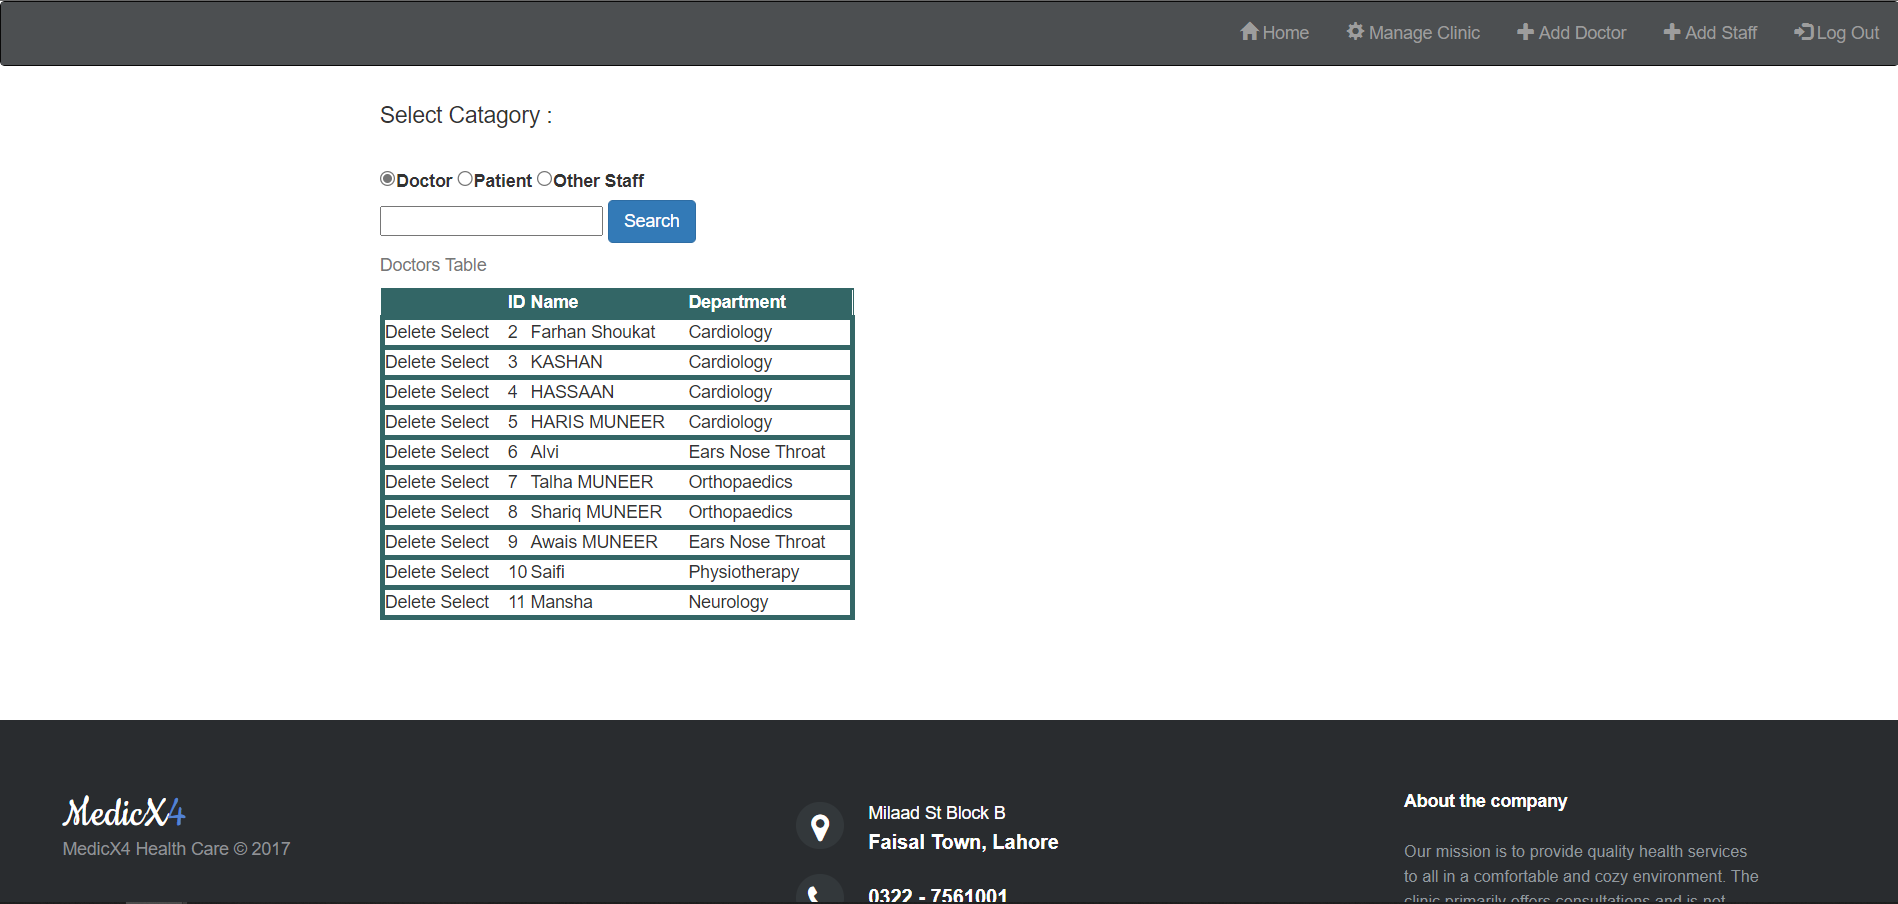 Home Manage Clinic Add Doctor Add Staff Log Out
Select Catagory :
Doctor Patient Other Staff
Search
Doctors Table
ID Name Department
Delete Select 2 Farhan Shoukat Cardiology
Delete Select 3 KASHAN Cardiology
Delete Select 4 HASSAAN Cardiology
Delete Select 5 HARIS MUNEER Cardiology
Delete Select 6 Alvi Ears Nose Throat
Delete Select 7 Talha MUNEER Orthopaedics
Delete Select 8 Shariq MUNEER Orthopaedics
Delete Select 9 Awais MUNEER Ears Nose Throat
Delete Select 10 Saifi Physiotherapy
Delete Select 11 Mansha Neurology
MedicX4
MedicX4 Health Care © 2017
Milaad St Block B
Faisal Town, Lahore
0322 - 7561001
About the company
Our mission is to provide quality health services
to all in a comfortable and cozy environment. The
clinic primarily offers consultations and is not